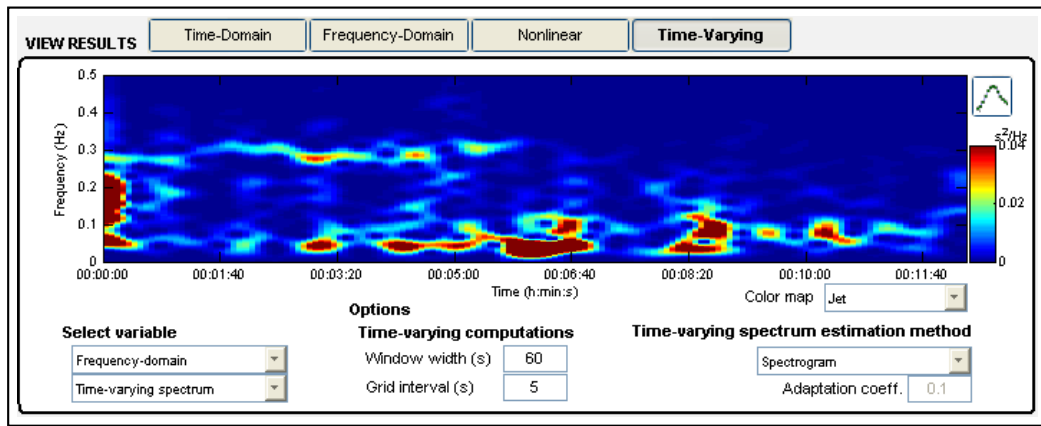 VIEW RESULTS Time-Domain Frequency-Domain Nonlinear Time-Varying
0.5
0.4
0.3
0.2
0.1
0
Frequency (Hz)
s²/Hz
0.04
0.02
0
00:00:00 00:01:40 00:03:20 00:05:00 00:06:40 00:08:20 00:10:00 00:11:40
Time (h:min:s)
Color map Jet
Options
Select variable Time-varying computations Time-varying spectrum estimation method
Frequency-domain Window width (s) 60 Spectrogram
Time-varying spectrum Grid interval (s) 5 Adaptation coeff. 0.1